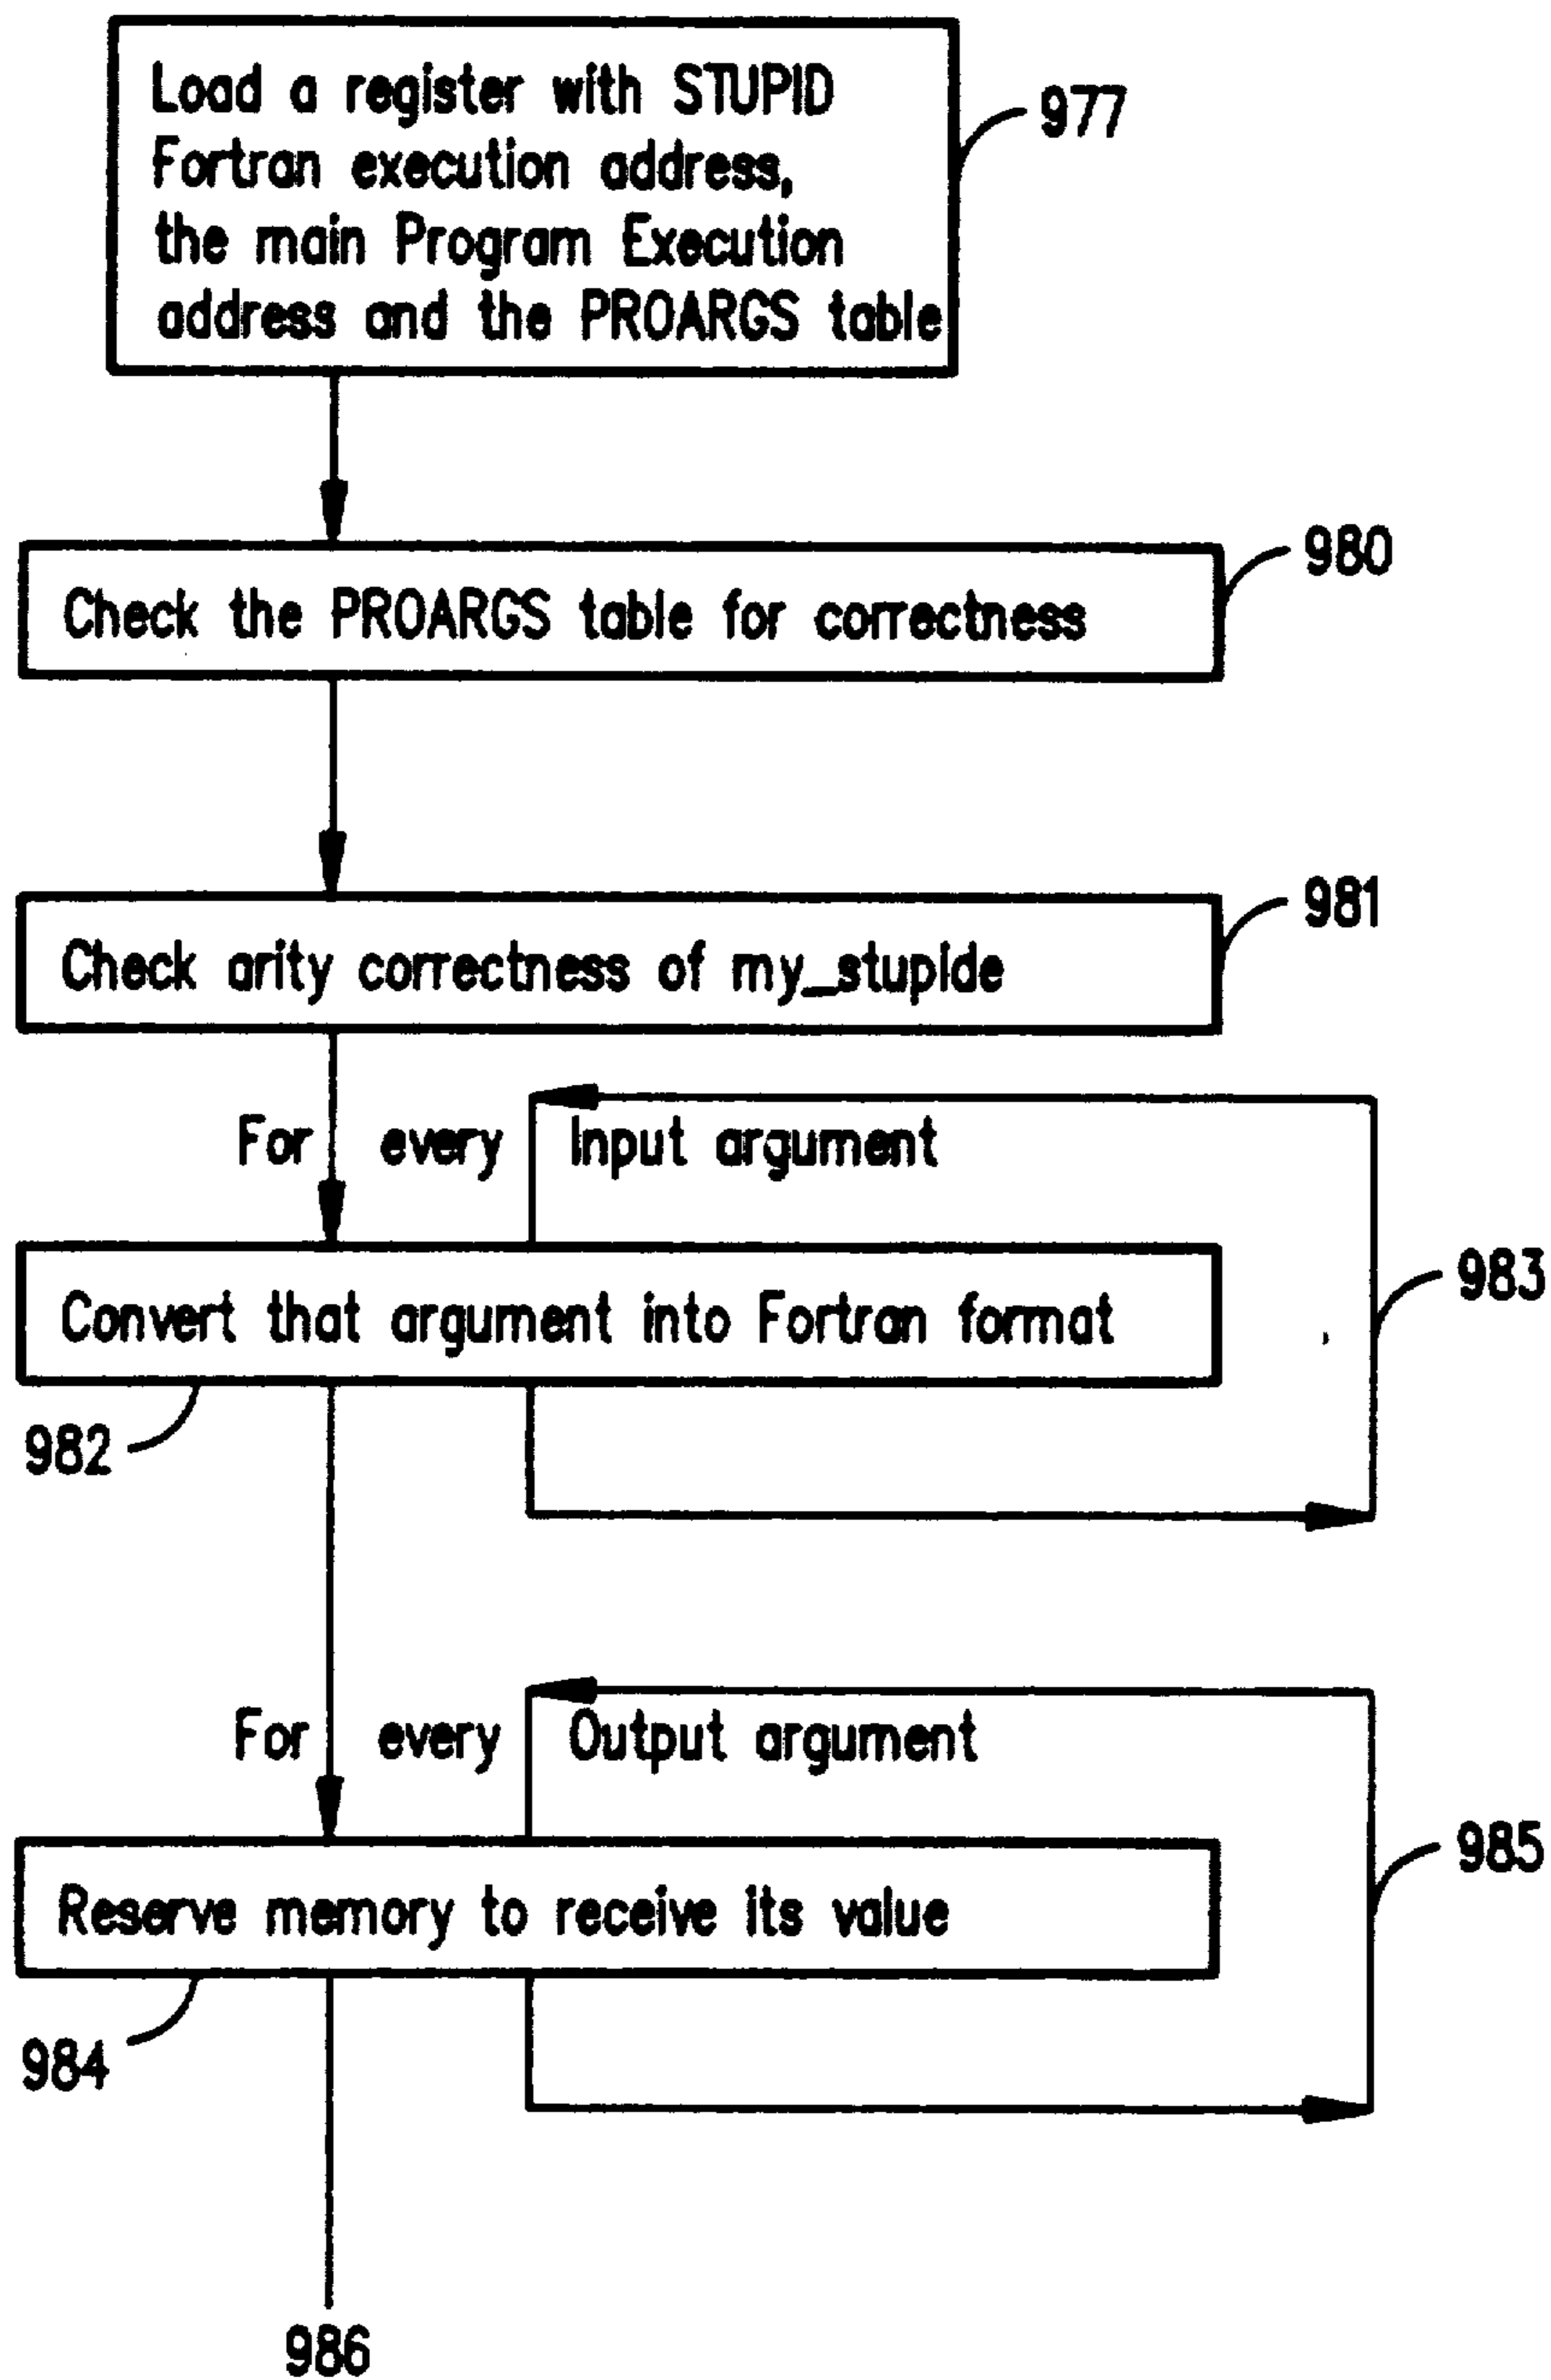 Load a register with STUPID
Fortran execution address,
the main Program Execution
address and the PROARGS table
977
980
Check the PROARGS table for correctness
981
Check arity correctness of my_stupide
For every Input argument
983
Convert that argument into Fortran format
982
For every Output argument
985
Reserve memory to receive its value
984
986